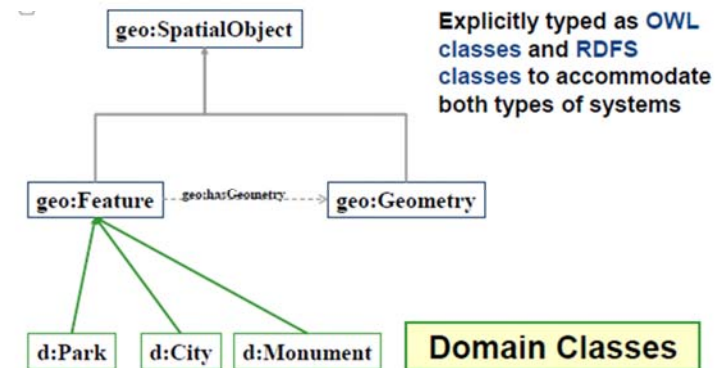 geo:SpatialObject
Explicitly typed as OWL
classes and RDFS
classes to accommodate
both types of systems
geo:Feature
geo:hasGeometry
geo:Geometry
d:Park
d:City
d:Monument
Domain Classes